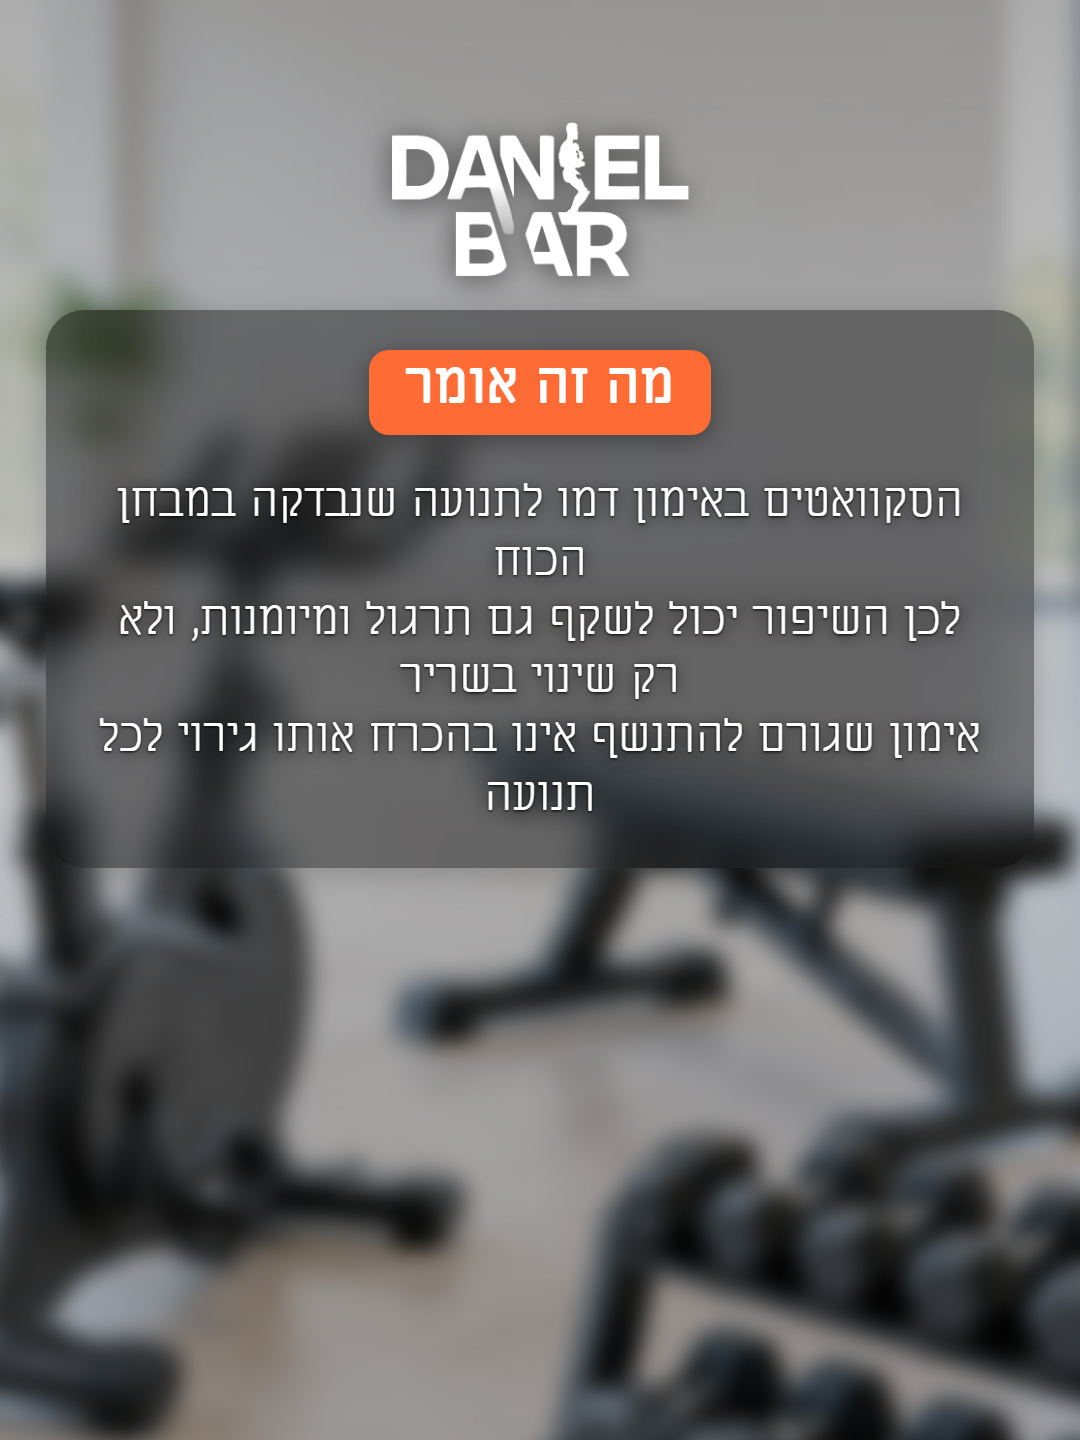 DANIEL
BAR
מה זה אומר
הסקוואטים באימון דמו לתנועה שנבדקה במבחן
הכוח
לכן השיפור יכול לשקף גם תרגול ומיומנות, ולא
רק שינוי בשריר
אימון שגורם להתנשף אינו בהכרח אותו גירוי לכל
תנועה